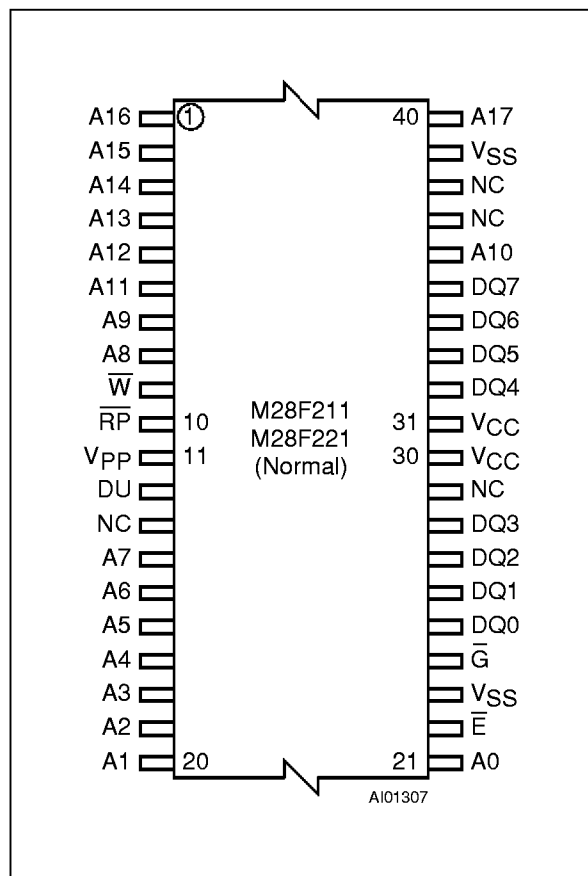 A16 1 40 A17
A15 VSS
A14 NC
A13 NC
A12 A10
A11 DQ7
A9 DQ6
A8 DQ5
W̅ DQ4
R̅P̅ 10 M28F211 31 VCC
M28F221
VPP 11 (Normal) 30 VCC
DU NC
NC DQ3
A7 DQ2
A6 DQ1
A5 DQ0
A4 G̅
A3 VSS
A2 E̅
A1 20 21 A0
AI01307